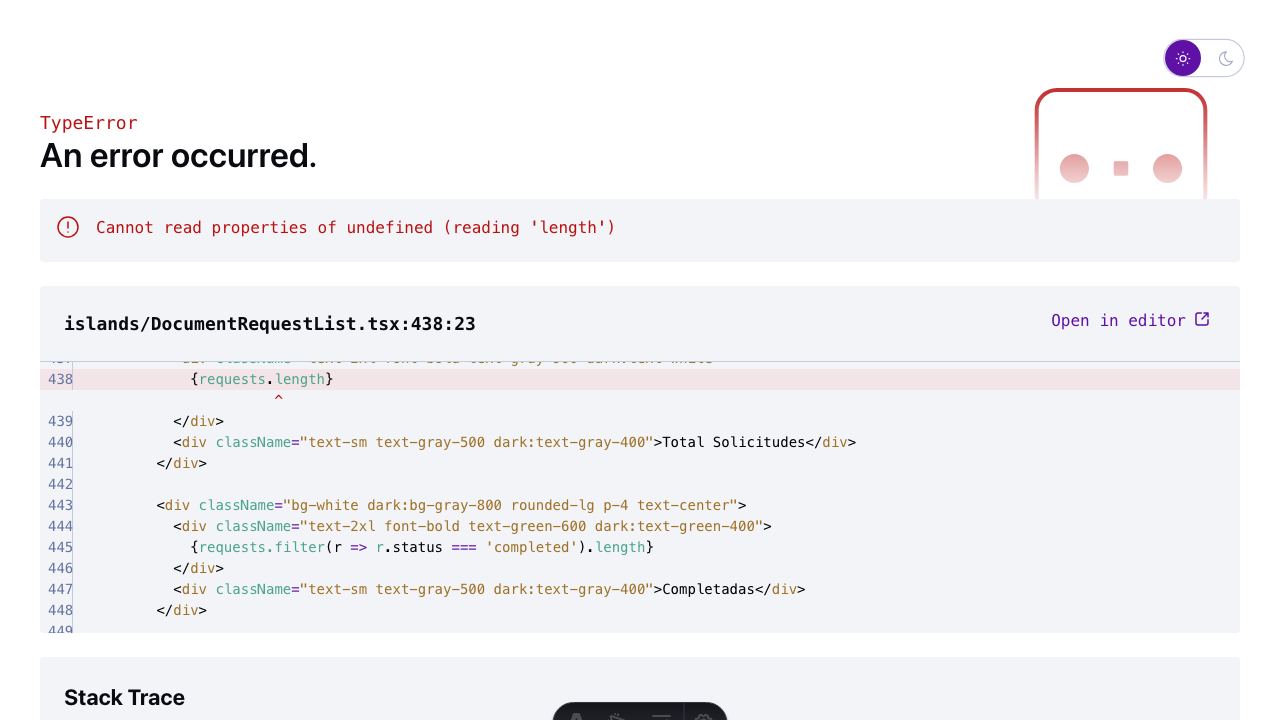 TypeError
An error occurred.
Cannot read properties of undefined (reading 'length')
islands/DocumentRequestList.tsx:438:23
Open in editor
438 {requests.length}
^
439 </div>
440 <div className="text-sm text-gray-500 dark:text-gray-400">Total Solicitudes</div>
441 </div>
442
443 <div className="bg-white dark:bg-gray-800 rounded-lg p-4 text-center">
444 <div className="text-2xl font-bold text-green-600 dark:text-green-400">
445 {requests.filter(r => r.status === 'completed').length}
446 </div>
447 <div className="text-sm text-gray-500 dark:text-gray-400">Completadas</div>
448 </div>
449
Stack Trace